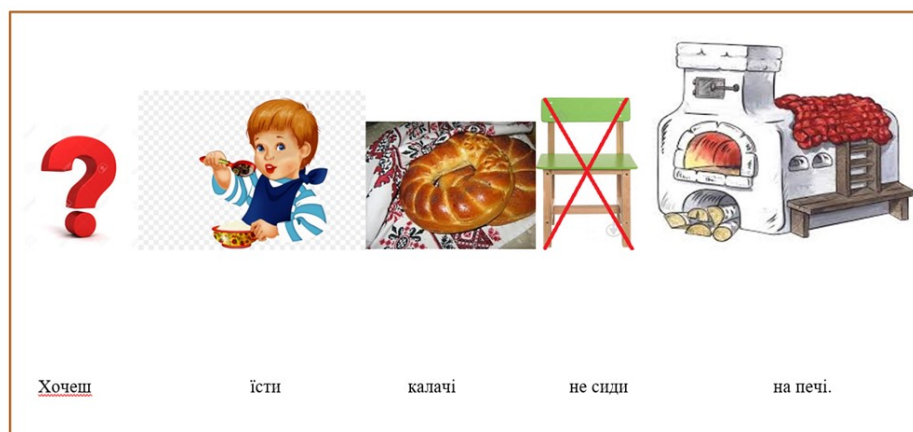 Хочеш їсти калачі не сиди на печі.